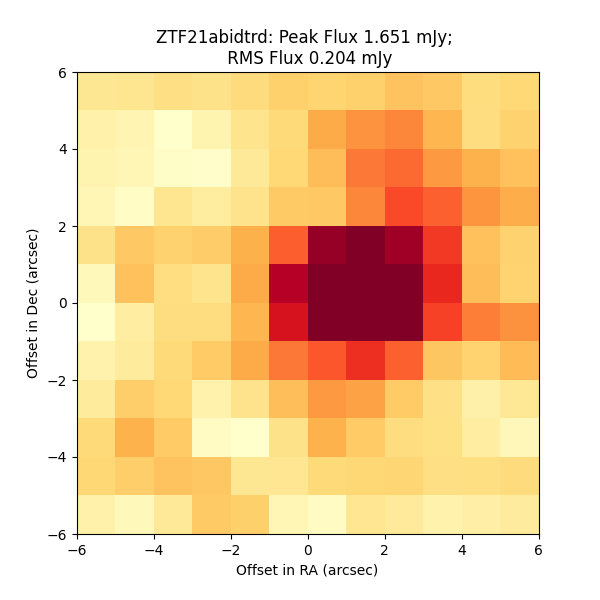 ZTF21abidtrd: Peak Flux 1.651 mJy;
RMS Flux 0.204 mJy
6
4
2
0
−2
−4
−6
Offset in Dec (arcsec)
−6 −4 −2 0 2 4 6
Offset in RA (arcsec)